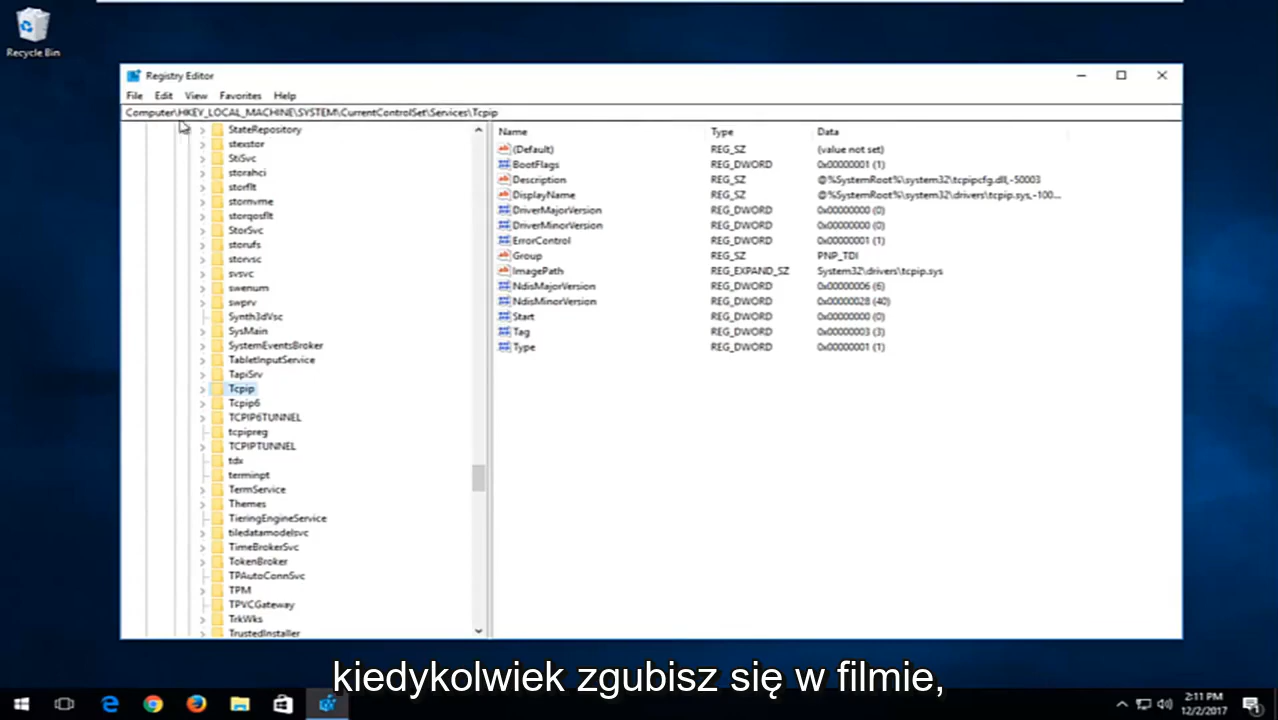 Recycle Bin
Registry Editor
File Edit View Favorites Help
Computer\HKEY_LOCAL_MACHINE\SYSTEM\CurrentControlSet\Services\Tcpip
StateRepository
stexstor
StiSvc
storahci
storflt
stornvme
storqosflt
StorSvc
storufs
storvsc
svsvc
swenum
swprv
Synth3dVsc
SysMain
SystemEventsBroker
TabletInputService
TapiSrv
Tcpip
Tcpip6
TCPIP6TUNNEL
tcpipreg
TCPIPTUNNEL
tdx
terminpt
TermService
Themes
TieringEngineService
tiledatamodelsvc
TimeBrokerSvc
TokenBroker
TPAutoConnSvc
TPM
TPVCGateway
TrkWks
TrustedInstaller
Name Type Data
(Default) REG_SZ (value not set)
BootFlags REG_DWORD 0x00000001 (1)
Description REG_SZ @%SystemRoot%\system32\tcpipcfg.dll,-50003
DisplayName REG_SZ @%SystemRoot%\system32\drivers\tcpip.sys,-100...
DriverMajorVersion REG_DWORD 0x00000000 (0)
DriverMinorVersion REG_DWORD 0x00000000 (0)
ErrorControl REG_DWORD 0x00000001 (1)
Group REG_SZ PNP_TDI
ImagePath REG_EXPAND_SZ System32\drivers\tcpip.sys
NdisMajorVersion REG_DWORD 0x00000006 (6)
NdisMinorVersion REG_DWORD 0x00000028 (40)
Start REG_DWORD 0x00000000 (0)
Tag REG_DWORD 0x00000003 (3)
Type REG_DWORD 0x00000001 (1)
kiedykolwiek zgubisz się w filmie,
2:11 PM
12/2/2017